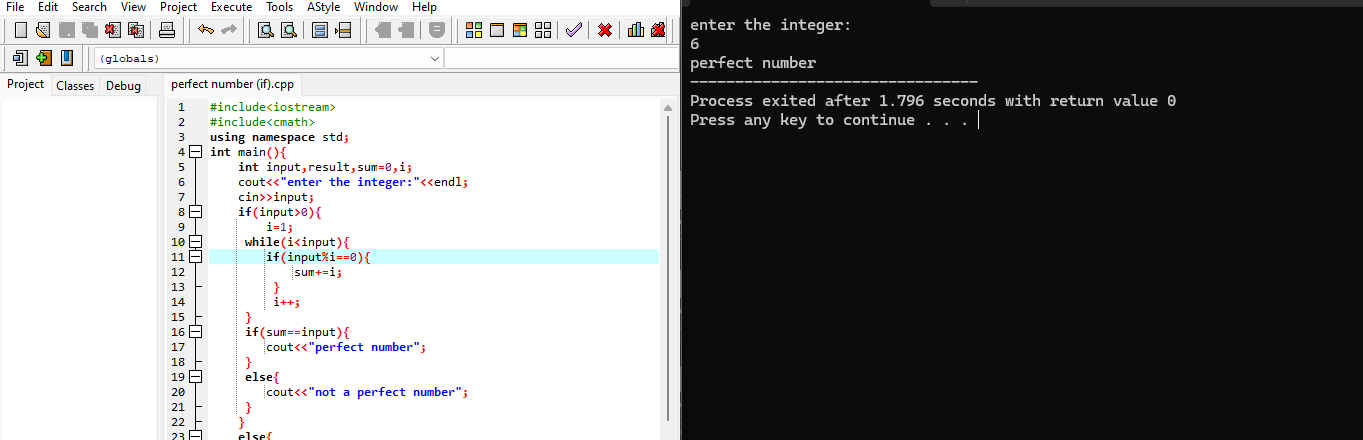 File Edit Search View Project Execute Tools AStyle Window Help
(globals)
Project Classes Debug
perfect number (if).cpp
1 #include<iostream>
2 #include<cmath>
3 using namespace std;
4 int main(){
5 int input,result,sum=0,i;
6 cout<<"enter the integer:"<<endl;
7 cin>>input;
8 if(input>0){
9 i=1;
10 while(i<input){
11 if(input%i==0){
12 sum+=i;
13 }
14 i++;
15 }
16 if(sum==input){
17 cout<<"perfect number";
18 }
19 else{
20 cout<<"not a perfect number";
21 }
22 }
23 else{
enter the integer:
6
perfect number
--------------------------------
Process exited after 1.796 seconds with return value 0
Press any key to continue . . .